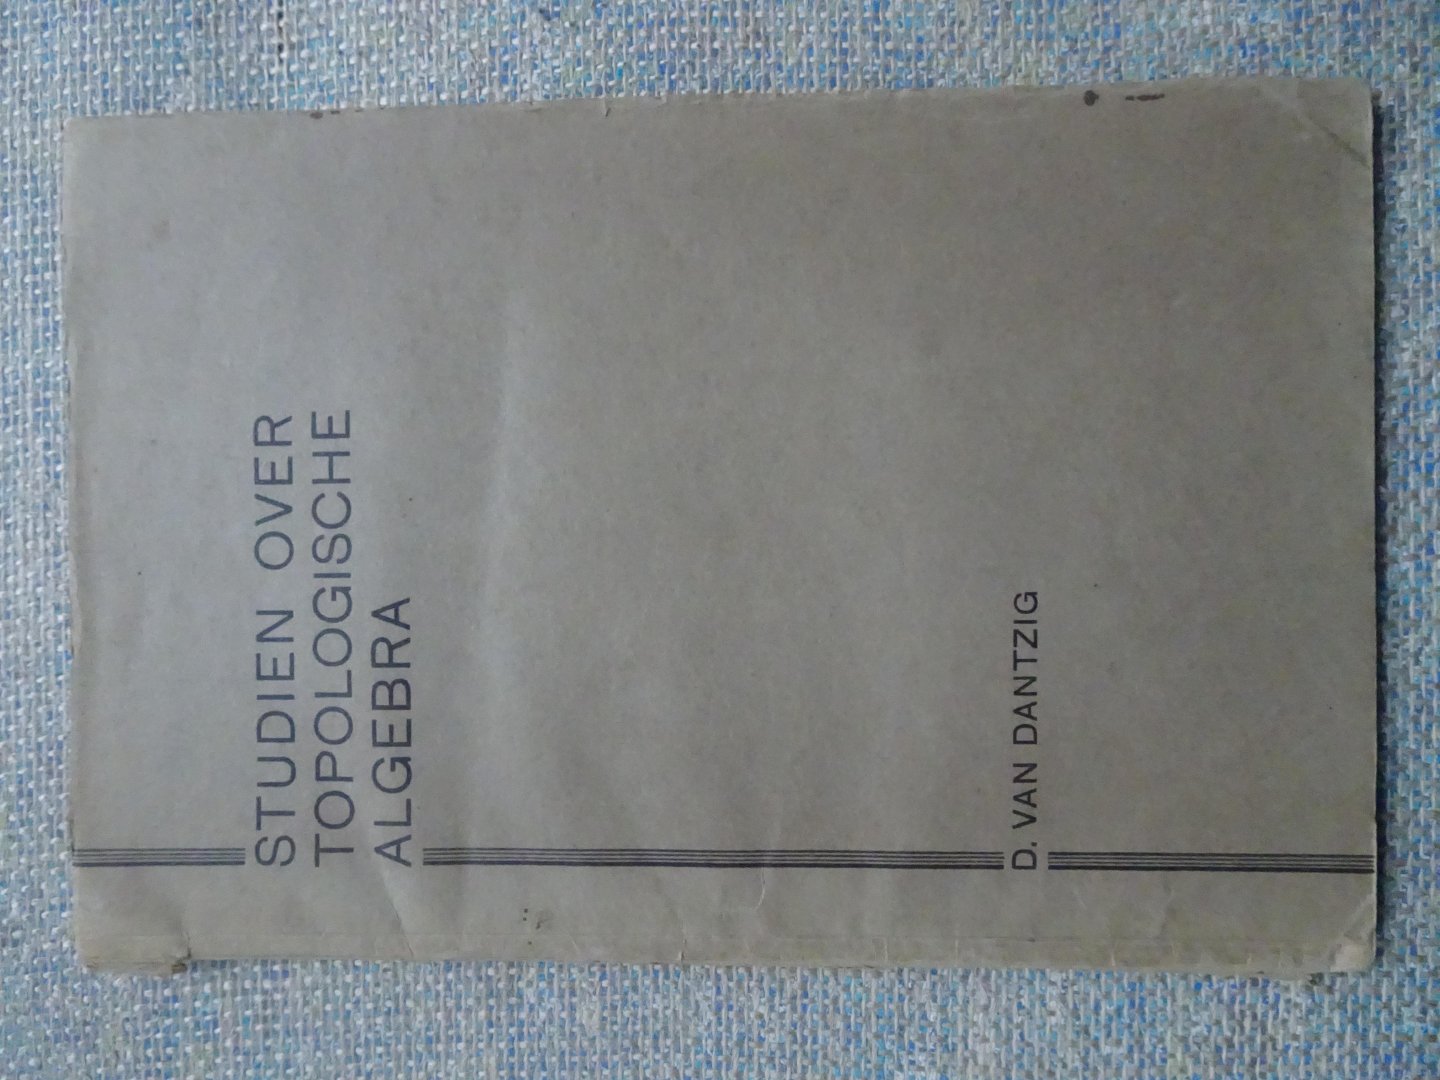 STUDIEN OVER
TOPOLOGISCHE
ALGEBRA
D. VAN DANTZIG